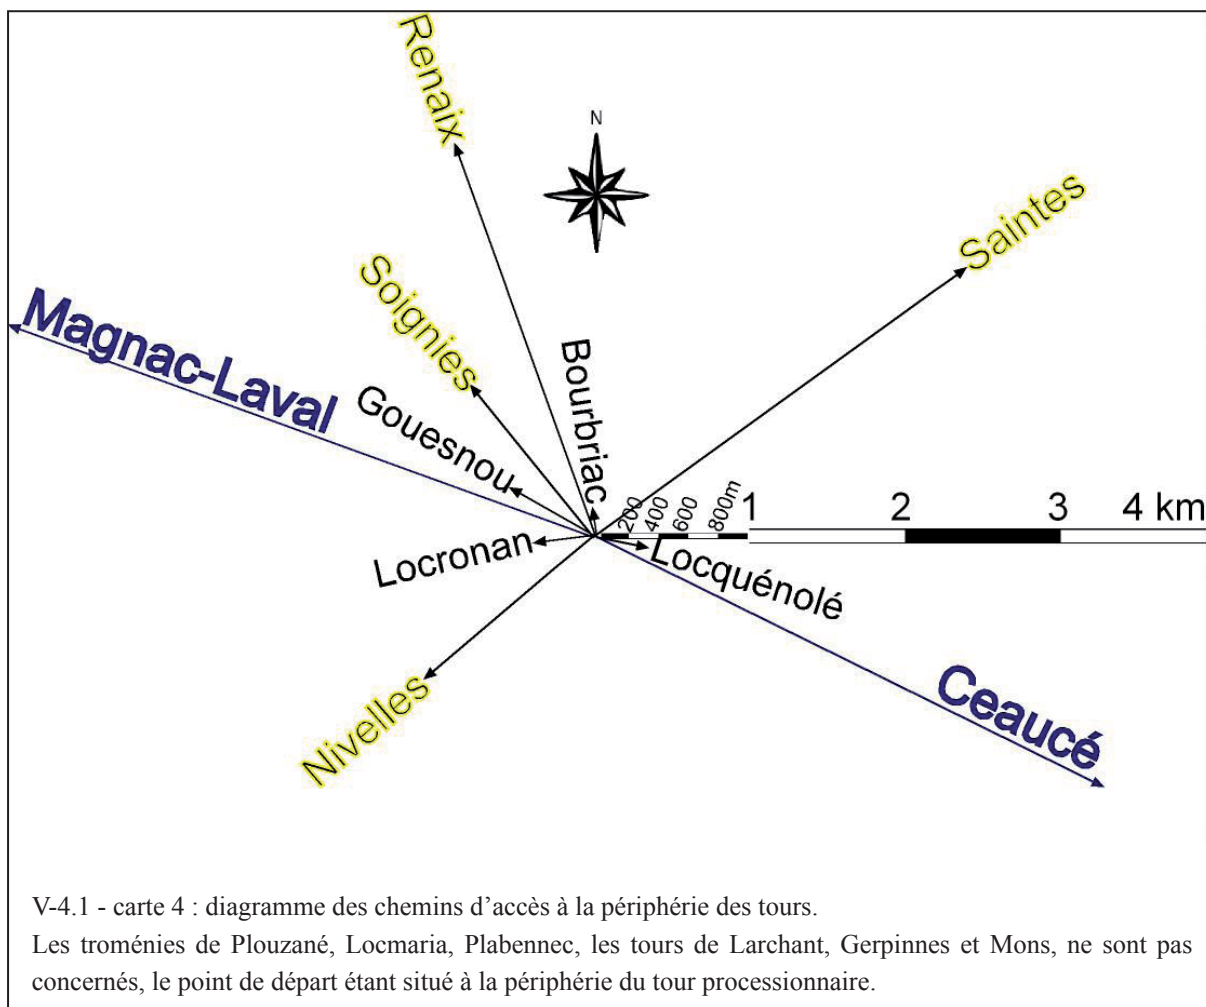 Renaix
N
Saintes
Soignies
Magnac-Laval
Bourbriac
Gouesnou
200 400 600 800m 1 2 3 4 km
Locronan
Locquénolé
Ceaucé
Nivelles
V-4.1 - carte 4 : diagramme des chemins d’accès à la périphérie des tours.
Les troménies de Plouzané, Locmaria, Plabennec, les tours de Larchant, Gerpinnes et Mons, ne sont pas
concernés, le point de départ étant situé à la périphérie du tour processionnaire.